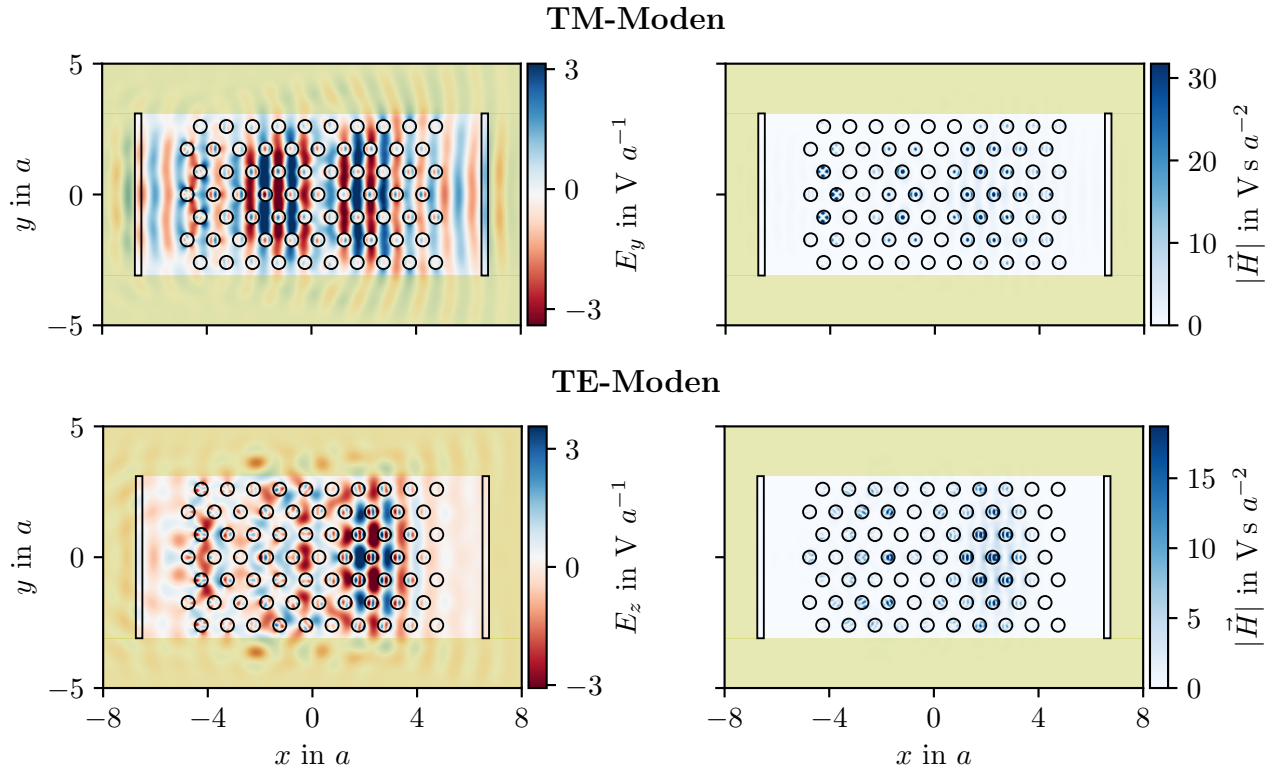 TM-Moden
5
0
−5
y in a
3
0
−3
E_y in V a⁻¹
30
20
10
0
|H⃗| in V s a⁻²
TE-Moden
5
0
−5
y in a
−8 −4 0 4 8
x in a
3
0
−3
E_z in V a⁻¹
−8 −4 0 4 8
x in a
15
10
5
0
|H⃗| in V s a⁻²